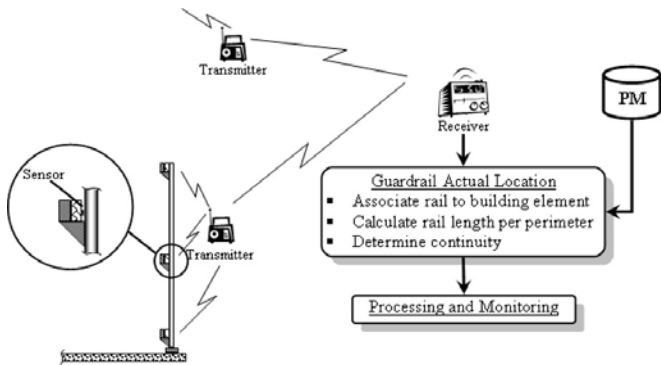 Transmitter
PM
Receiver
Sensor
Guardrail Actual Location
▪ Associate rail to building element
▪ Calculate rail length per perimeter
▪ Determine continuity
Transmitter
Processing and Monitoring